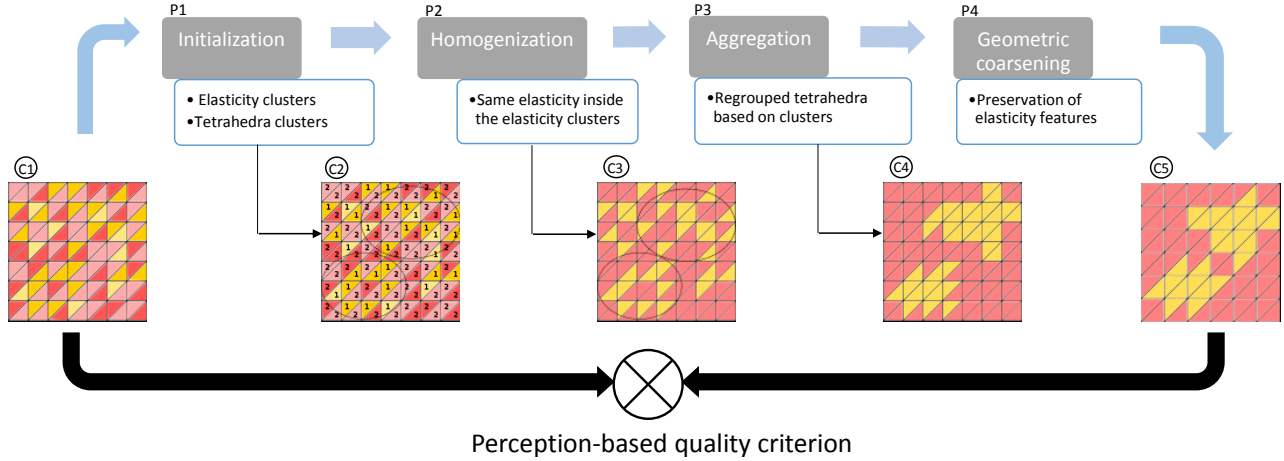 P1
P2
P3
P4
Initialization
Homogenization
Aggregation
Geometric
coarsening
• Elasticity clusters
•Tetrahedra clusters
•Same elasticity inside
the elasticity clusters
•Regrouped tetrahedra
based on clusters
•Preservation of
elasticity features
C1
C2
C3
C4
C5
Perception-based quality criterion